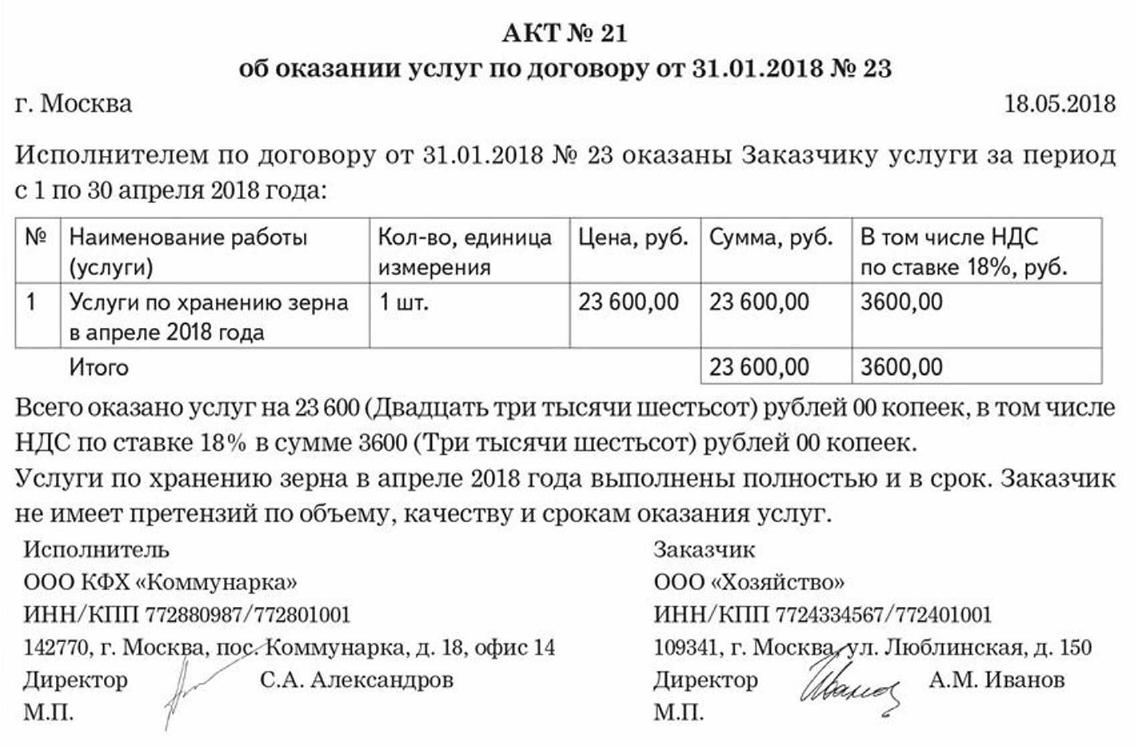 АКТ № 21
об оказании услуг по договору от 31.01.2018 № 23
г. Москва 18.05.2018
Исполнителем по договору от 31.01.2018 № 23 оказаны Заказчику услуги за период
с 1 по 30 апреля 2018 года:
№ Наименование работы (услуги) Кол-во, единица измерения Цена, руб. Сумма, руб. В том числе НДС по ставке 18%, руб.
1 Услуги по хранению зерна в апреле 2018 года 1 шт. 23 600,00 23 600,00 3600,00
Итого 23 600,00 3600,00
Всего оказано услуг на 23 600 (Двадцать три тысячи шестьсот) рублей 00 копеек, в том числе
НДС по ставке 18% в сумме 3600 (Три тысячи шестьсот) рублей 00 копеек.
Услуги по хранению зерна в апреле 2018 года выполнены полностью и в срок. Заказчик
не имеет претензий по объему, качеству и срокам оказания услуг.
Исполнитель
ООО КФХ «Коммунарка»
ИНН/КПП 772880987/772801001
142770, г. Москва, пос. Коммунарка, д. 18, офис 14
Директор С.А. Александров
М.П.
Заказчик
ООО «Хозяйство»
ИНН/КПП 7724334567/772401001
109341, г. Москва, ул. Люблинская, д. 150
Директор Иванов А.М. Иванов
М.П.